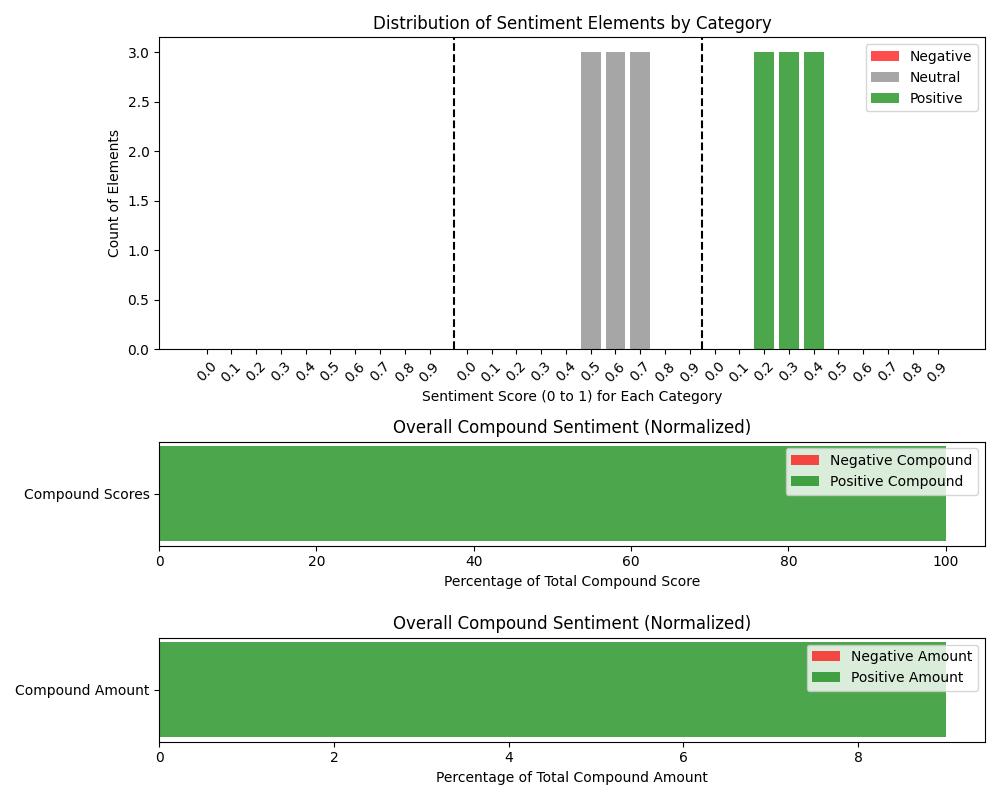 Distribution of Sentiment Elements by Category
3.0
2.5
2.0
1.5
1.0
0.5
0.0
Count of Elements
Negative
Neutral
Positive
0.0 0.1 0.2 0.3 0.4 0.5 0.6 0.7 0.8 0.9 0.0 0.1 0.2 0.3 0.4 0.5 0.6 0.7 0.8 0.9 0.0 0.1 0.2 0.3 0.4 0.5 0.6 0.7 0.8 0.9
Sentiment Score (0 to 1) for Each Category
Overall Compound Sentiment (Normalized)
Negative Compound
Positive Compound
Compound Scores
0 20 40 60 80 100
Percentage of Total Compound Score
Overall Compound Sentiment (Normalized)
Negative Amount
Positive Amount
Compound Amount
0 2 4 6 8
Percentage of Total Compound Amount